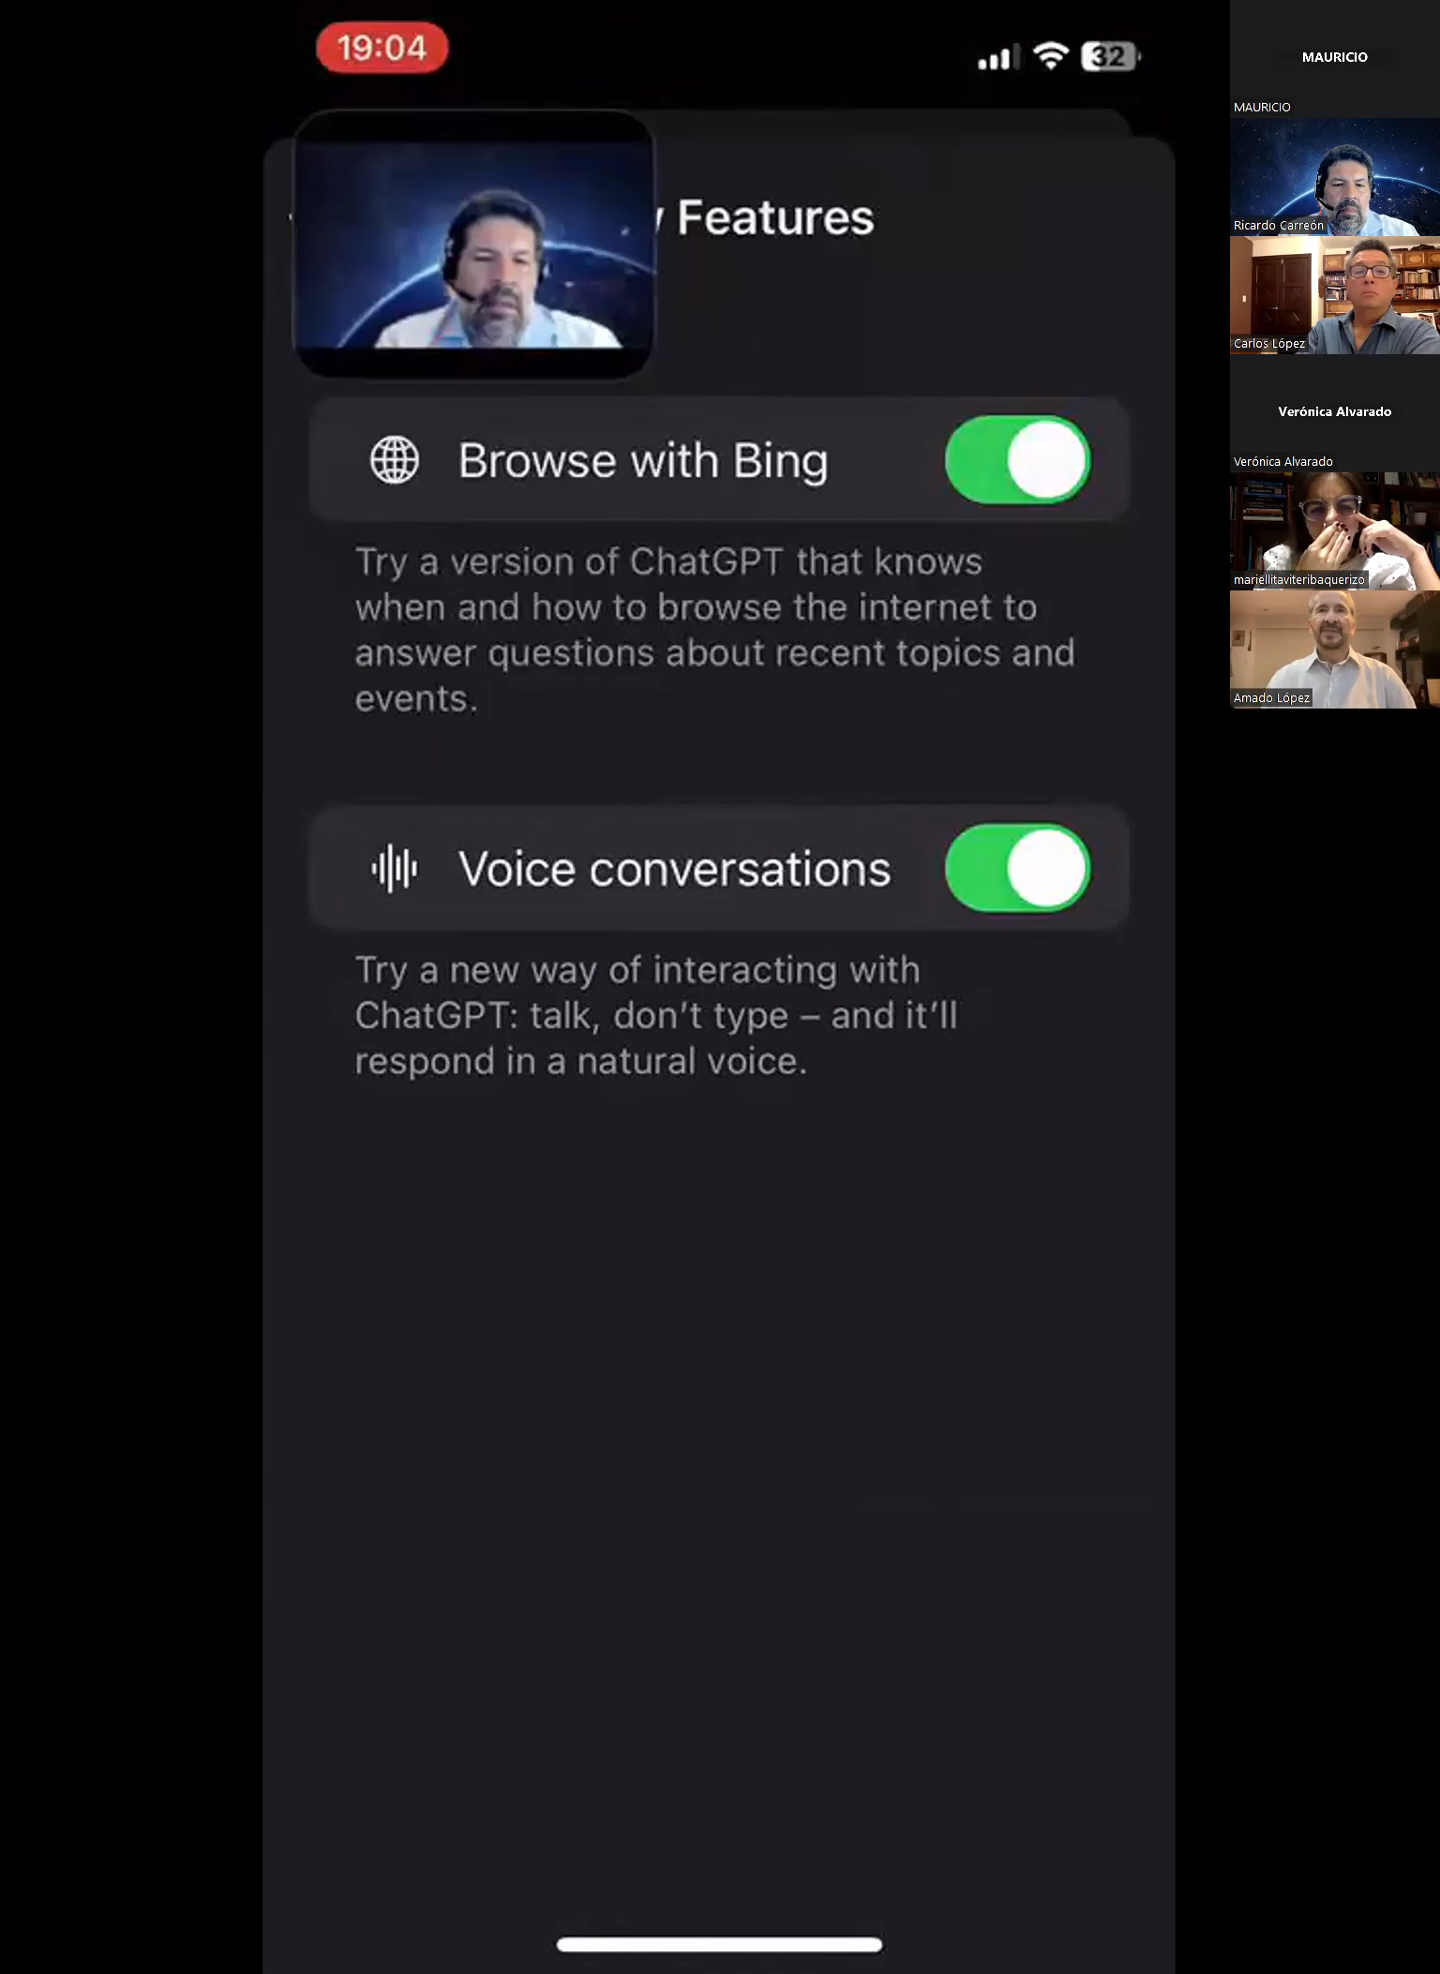 19:04
32
Features
Browse with Bing
Try a version of ChatGPT that knows
when and how to browse the internet to
answer questions about recent topics and
events.
Voice conversations
Try a new way of interacting with
ChatGPT: talk, don't type – and it'll
respond in a natural voice.
MAURICIO
MAURICIO
Ricardo Carreón
Carlos López
Verónica Alvarado
Verónica Alvarado
mariellitaviteribaquerizo
Amado López